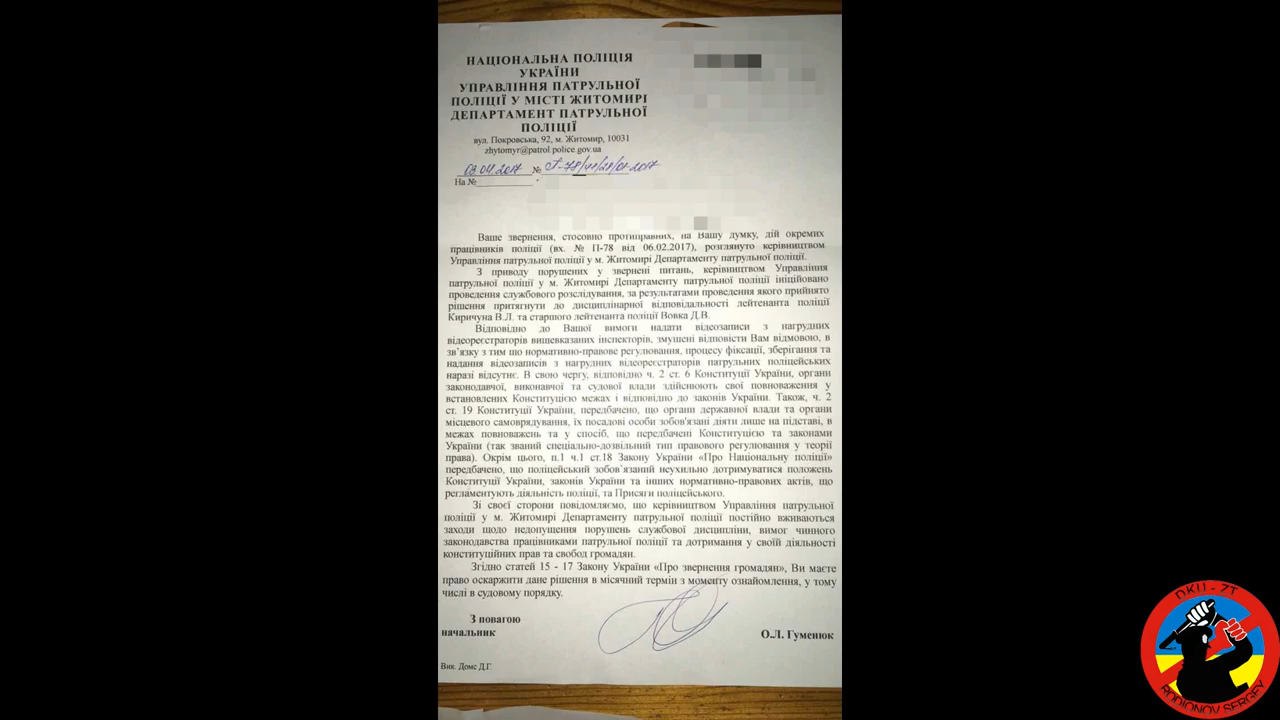 НАЦІОНАЛЬНА ПОЛІЦІЯ
УКРАЇНИ
УПРАВЛІННЯ ПАТРУЛЬНОЇ
ПОЛІЦІЇ У МІСТІ ЖИТОМИРІ
ДЕПАРТАМЕНТ ПАТРУЛЬНОЇ
ПОЛІЦІЇ
вул. Покровська, 92, м. Житомир, 10031
zhytomyr@patrol.police.gov.ua
03.04.2017 №
На №
Ваше звернення, стосовно протиправних, на Вашу думку, дій окремих
працівників поліції (вх. № П-78 від 06.02.2017), розглянуто керівництвом
Управління патрульної поліції у м. Житомирі Департаменту патрульної поліції.
З приводу порушених у звернені питань, керівництвом Управління
патрульної поліції у м. Житомирі Департаменту патрульної поліції ініційовано
проведення службового розслідування, за результатами проведення якого прийнято
рішення притягнути до дисциплінарної відповідальності лейтенанта поліції
Киричуна В.Л. та старшого лейтенанта поліції Вовка Д.В.
Відповідно до Вашої вимоги надати відеозаписи з нагрудних
відеореєстраторів вищевказаних інспекторів, змушені відповісти Вам відмовою, в
зв'язку з тим що нормативно-правове регулювання, процесу фіксації, зберігання та
надання відеозаписів з нагрудних відеореєстраторів патрульних поліцейських
наразі відсутнє. В свою чергу, відповідно ч. 2 ст. 6 Конституції України, органи
законодавчої, виконавчої та судової влади здійснюють свої повноваження у
встановлених Конституцією межах і відповідно до законів України. Також, ч. 2
ст. 19 Конституції України, передбачено, що органи державної влади та органи
місцевого самоврядування, їх посадові особи зобов'язані діяти лише на підставі, в
межах повноважень та у спосіб, що передбачені Конституцією та законами
України (так званий спеціально-дозвільний тип правового регулювання у теорії
права). Окрім цього, п.1 ч.1 ст.18 Закону України «Про Національну поліції»
передбачено, що поліцейський зобов'язаний неухильно дотримуватися положень
Конституції України, законів України та інших нормативно-правових актів, що
регламентують діяльність поліції, та Присяги поліцейського.
Зі своєї сторони повідомляємо, що керівництвом Управління патрульної
поліції у м. Житомирі Департаменту патрульної поліції постійно вживаються
заходи щодо недопущення порушень службової дисципліни, вимог чинного
законодавства працівниками патрульної поліції та дотримання у своїй діяльності
конституційних прав та свобод громадян.
Згідно статей 15 - 17 Закону України «Про звернення громадян», Ви маєте
право оскаржити дане рішення в місячний термін з моменту ознайомлення, у тому
числі в судовому порядку.
З повагою
начальник О.Л. Гуменюк
Вик. Домс Д.Г.
DKU - ZT
RODIONOV SERGEY